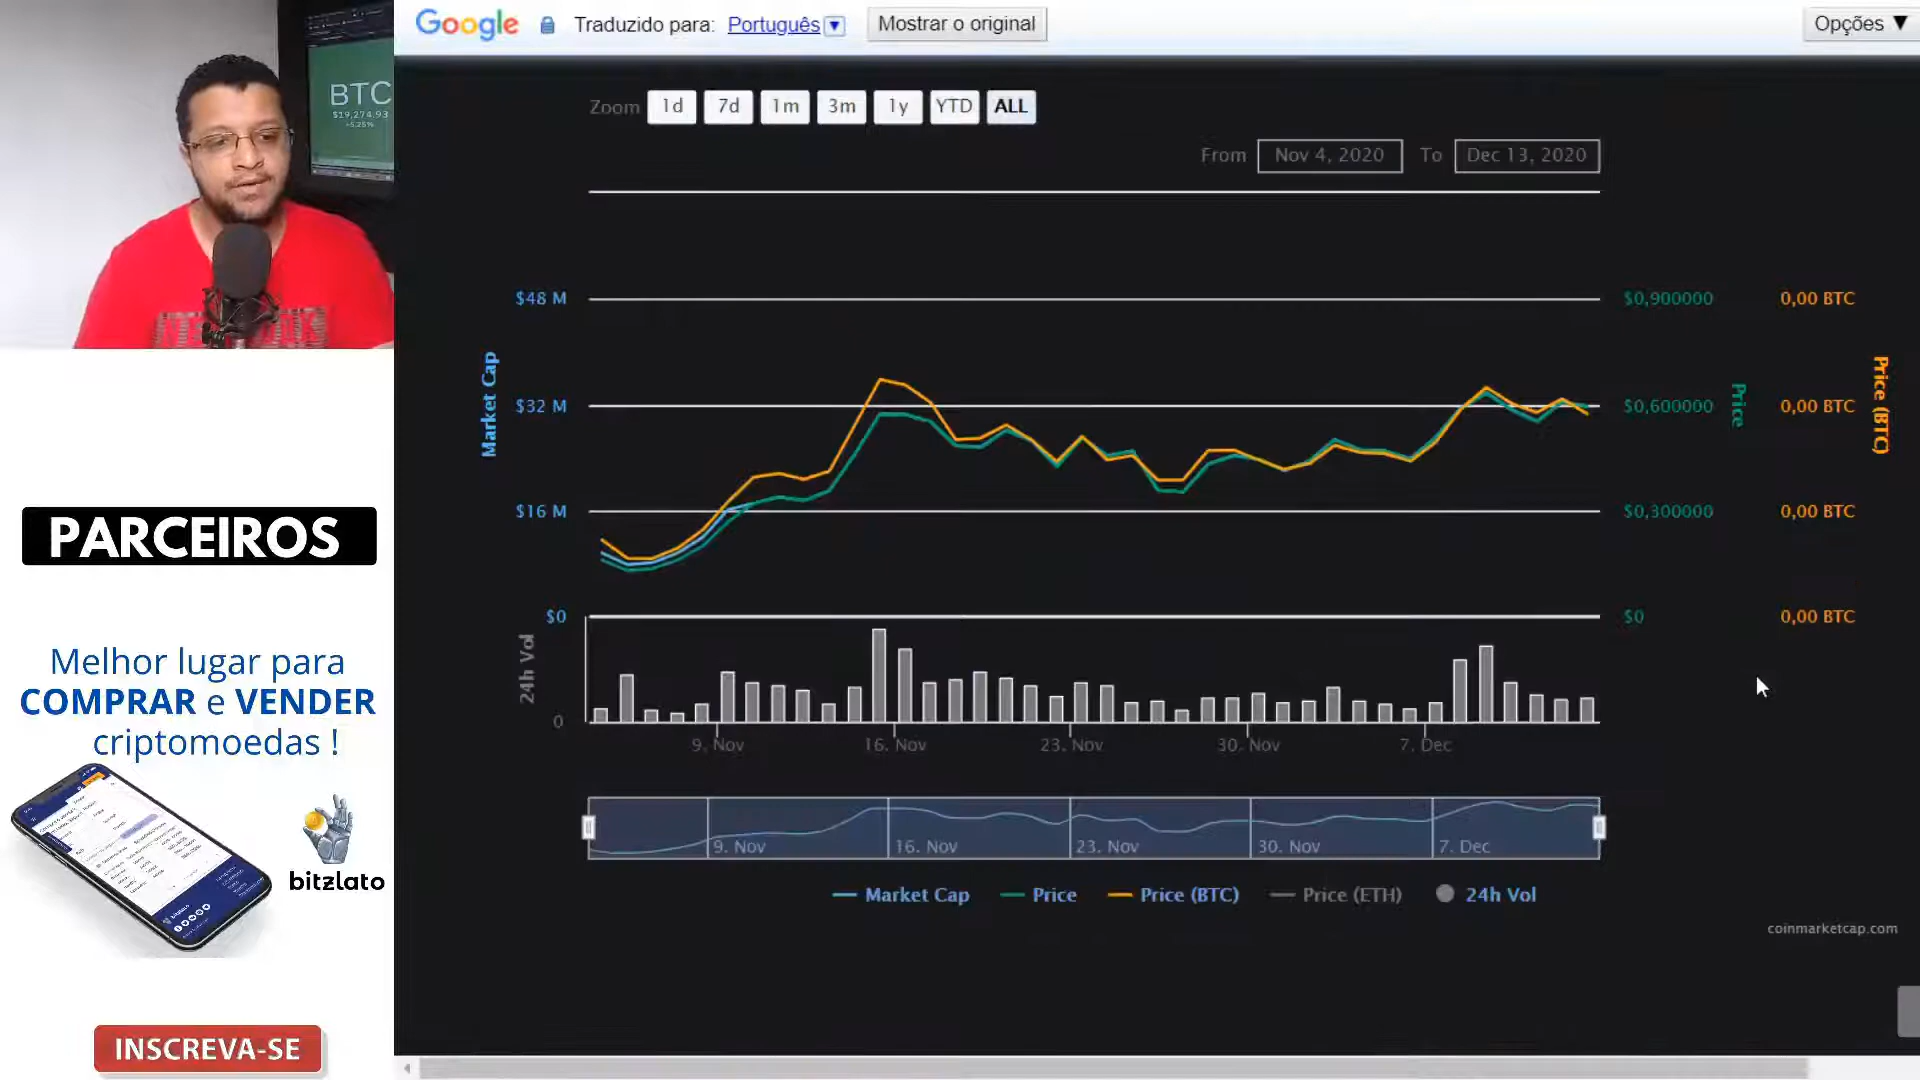 Google Traduzido para: Português Mostrar o original Opções ▼
BTC
$19,274.93
+5.25%
Zoom 1d 7d 1m 3m 1y YTD ALL
From Nov 4, 2020 To Dec 13, 2020
$48 M $0,900000 0,00 BTC
$32 M $0,600000 0,00 BTC
$16 M $0,300000 0,00 BTC
$0 $0 0,00 BTC
Market Cap
Price
Price (BTC)
24h Vol
0
9. Nov 16. Nov 23. Nov 30. Nov 7. Dec
9. Nov 16. Nov 23. Nov 30. Nov 7. Dec
Market Cap Price Price (BTC) Price (ETH) 24h Vol
coinmarketcap.com
PARCEIROS
Melhor lugar para
COMPRAR e VENDER
criptomoedas !
bitzlato
INSCREVA-SE